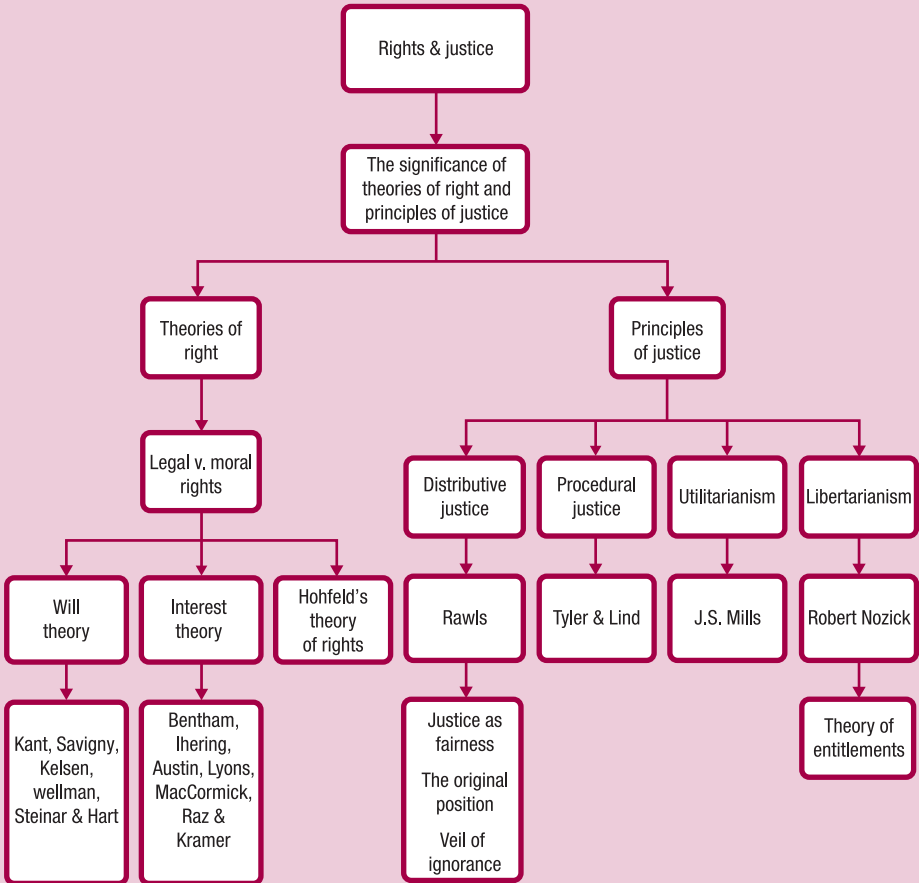 Rights & justice
The significance of
theories of right and
principles of justice
Theories of
right
Principles
of justice
Legal v. moral
rights
Distributive
justice
Procedural
justice
Utilitarianism
Libertarianism
Will
theory
Interest
theory
Hohfeld's
theory
of rights
Rawls
Tyler & Lind
J.S. Mills
Robert Nozick
Kant, Savigny,
Kelsen,
wellman,
Steinar & Hart
Bentham,
Ihering,
Austin, Lyons,
MacCormick,
Raz &
Kramer
Justice as
fairness
The original
position
Veil of
ignorance
Theory of
entitlements